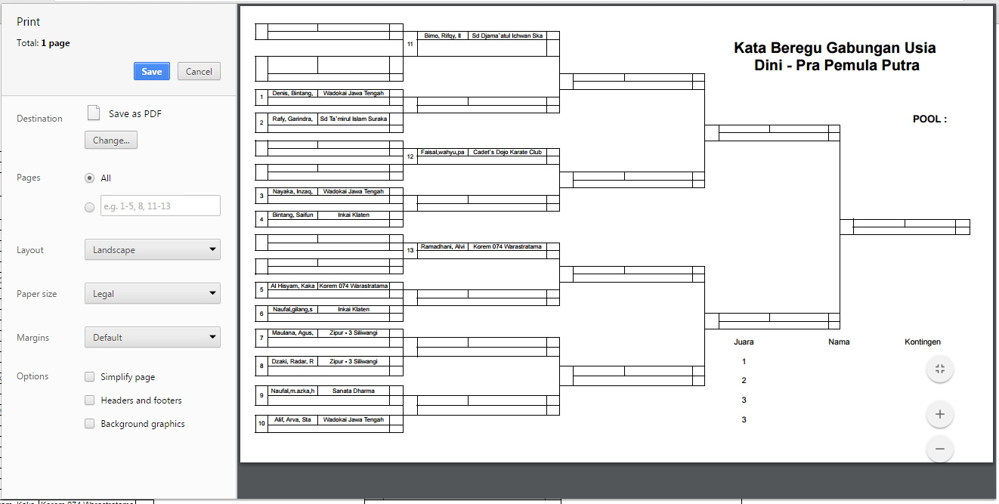 Print
Total: 1 page
Save Cancel
Destination Save as PDF
Change...
Pages All
e.g. 1-5, 8, 11-13
Layout Landscape
Paper size Legal
Margins Default
Options Simplify page
Headers and footers
Background graphics
Kata Beregu Gabungan Usia
Dini - Pra Pemula Putra
POOL :
11 Bimo, Rifqy, Il Sd Djama`atul Ichwan Ska
1 Denis, Bintang, Wadokai Jawa Tengah
2 Rafy, Garindra, Sd Ta`mirul Islam Suraka
12 Faisal,wahyu,pa Cadet`s Dojo Karate Club
3 Nayaka, Inzaq, Wadokai Jawa Tengah
4 Bintang, Saifun Inkai Klaten
13 Ramadhani, Alvi Korem 074 Warastratama
5 Al Hisyam, Kaka Korem 074 Warastratama
6 Naufal,gilang,s Inkai Klaten
7 Maulana, Agus, Zipur - 3 Siliwangi
8 Dzaki, Radar, R Zipur - 3 Siliwangi
9 Naufal,m.azka,h Sanata Dharma
10 Alif, Arva, Sta Wadokai Jawa Tengah
Juara Nama Kontingen
1
2
3
3